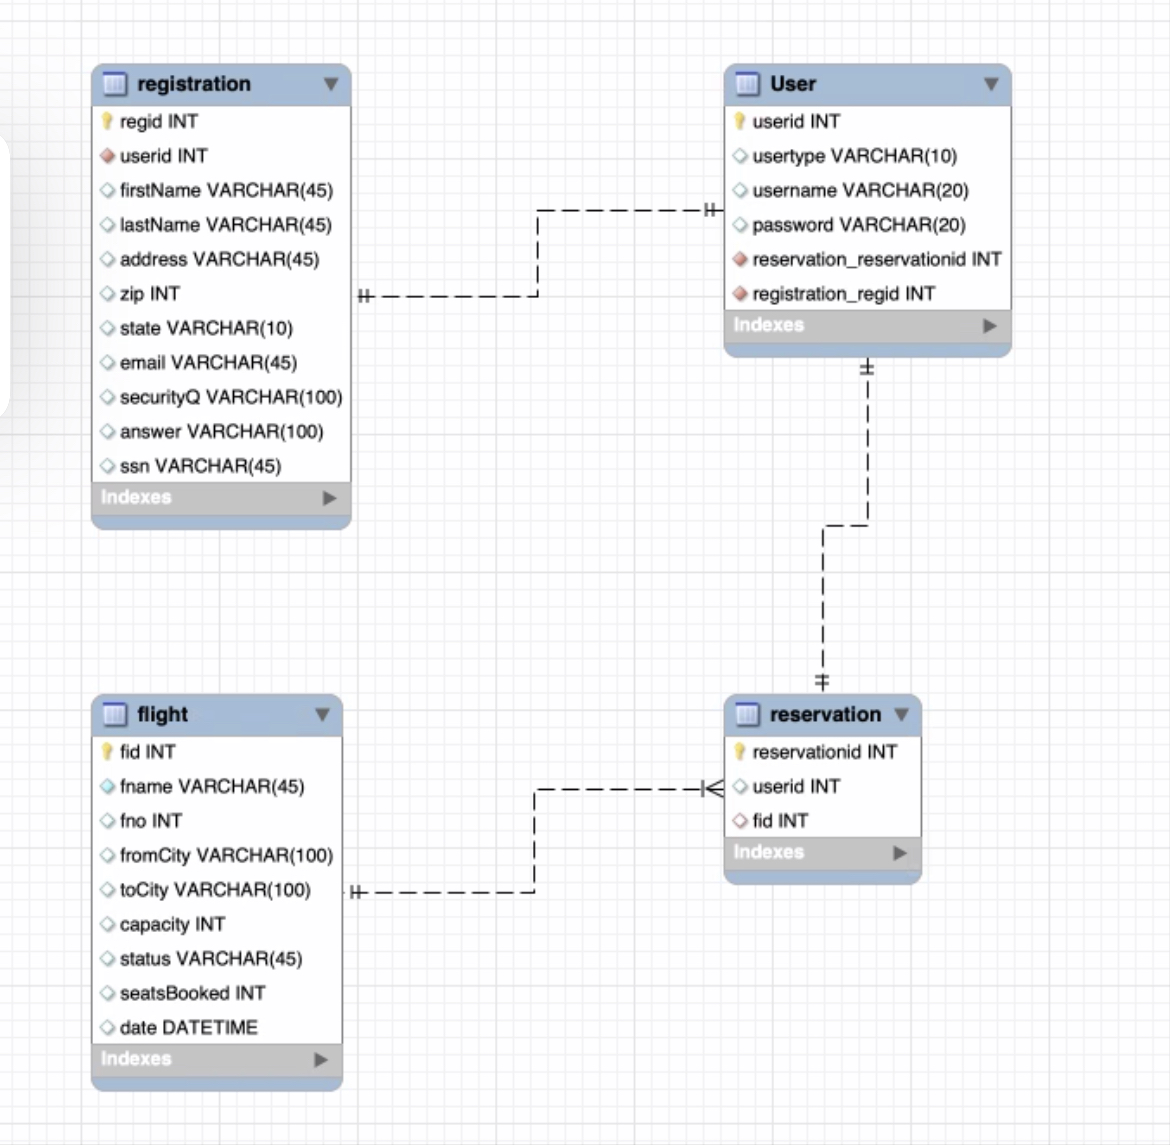 registration
regid INT
userid INT
firstName VARCHAR(45)
lastName VARCHAR(45)
address VARCHAR(45)
zip INT
state VARCHAR(10)
email VARCHAR(45)
securityQ VARCHAR(100)
answer VARCHAR(100)
ssn VARCHAR(45)
Indexes
User
userid INT
usertype VARCHAR(10)
username VARCHAR(20)
password VARCHAR(20)
reservation_reservationid INT
registration_regid INT
Indexes
flight
fid INT
fname VARCHAR(45)
fno INT
fromCity VARCHAR(100)
toCity VARCHAR(100)
capacity INT
status VARCHAR(45)
seatsBooked INT
date DATETIME
Indexes
reservation
reservationid INT
userid INT
fid INT
Indexes